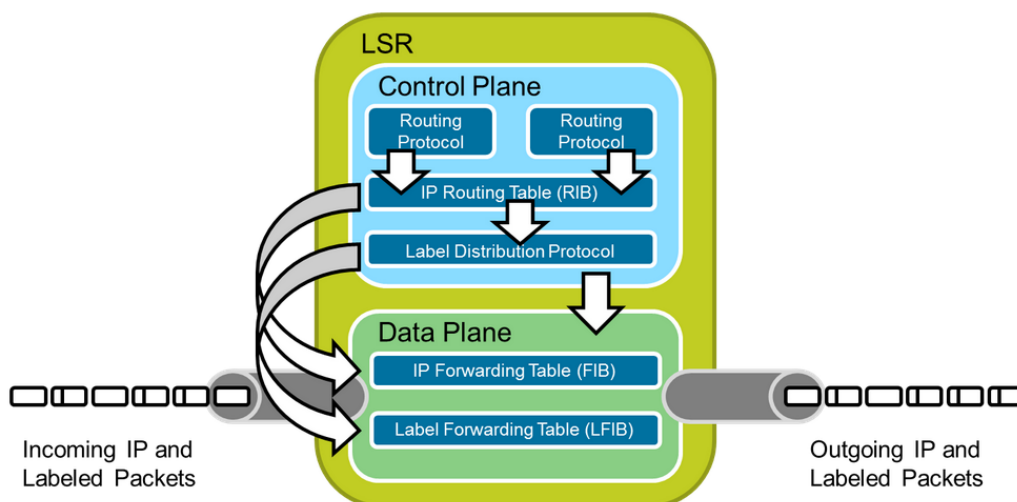 LSR
Control Plane
Routing
Protocol
Routing
Protocol
IP Routing Table (RIB)
Label Distribution Protocol
Data Plane
IP Forwarding Table (FIB)
Label Forwarding Table (LFIB)
Incoming IP and
Labeled Packets
Outgoing IP and
Labeled Packets